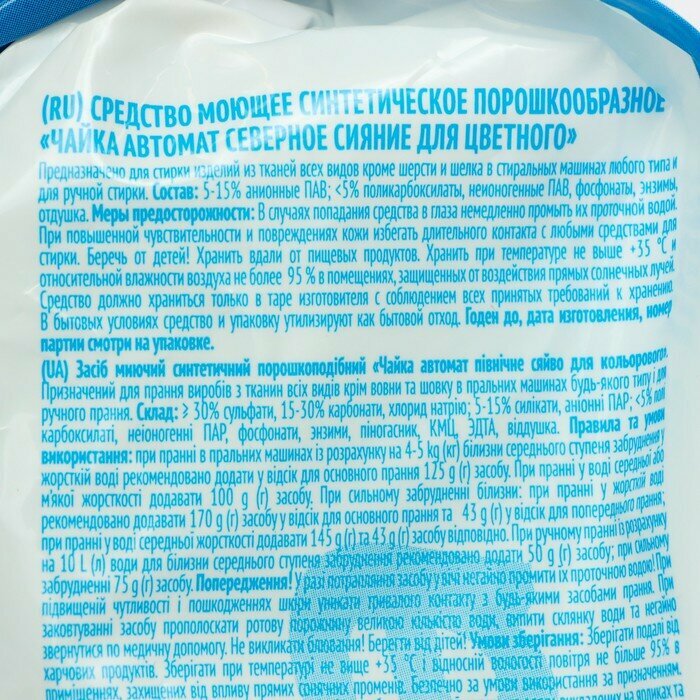 (RU) СРЕДСТВО МОЮЩЕЕ СИНТЕТИЧЕСКОЕ ПОРОШКООБРАЗНОЕ
«ЧАЙКА АВТОМАТ СЕВЕРНОЕ СИЯНИЕ ДЛЯ ЦВЕТНОГО»
Предназначено для стирки изделий из тканей всех видов кроме шерсти и шелка в стиральных машинах любого типа и
для ручной стирки. Состав: 5-15% анионные ПАВ; <5% поликарбоксилаты, неионогенные ПАВ, фосфонаты, энзимы,
отдушка. Меры предосторожности: В случаях попадания средства в глаза немедленно промыть их проточной водой.
При повышенной чувствительности и повреждениях кожи избегать длительного контакта с любыми средствами для
стирки. Беречь от детей! Хранить вдали от пищевых продуктов. Хранить при температуре не выше +35 °С и
относительной влажности воздуха не более 95 % в помещениях, защищенных от воздействия прямых солнечных лучей.
Средство должно храниться только в таре изготовителя с соблюдением всех принятых требований к хранению.
В бытовых условиях средство и упаковку утилизируют как бытовой отход. Годен до, дата изготовления, номер
партии смотри на упаковке.
(UA) Засіб миючий синтетичний порошкоподібний «Чайка автомат північне сяйво для кольорового».
Призначений для прання виробів з тканин всіх видів крім вовни та шовку в пральних машинах будь-якого типу і для
ручного прання. Склад: ≥ 30% сульфати, 15-30% карбонати, хлорид натрію; 5-15% силікати, аніонні ПАР; <5% полі
карбоксилаті, неіоногенні ПАР, фосфонати, энзими, піногасник, КМЦ, ЭДТА, віддушка. Правила та умови
використання: при пранні в пральних машинах із розрахунку на 4-5 kg (кг) білизни середнього ступеня забруднення у
жорсткій воді рекомендовано додати у відсік для основного прання 125 g (г) засобу. При пранні у воді середньої або
м'якої жорсткості додавати 100 g (г) засобу. При сильному забрудненні білизни: при пранні у жорсткій воді
рекомендовано додавати 170 g (г) засобу у відсік для основного прання та 43 g (г) у відсік для попереднього прання;
при пранні у воді середньої жорсткості додавати 145 g (г) та 43 g (г) засобу відповідно. При ручному пранні із розрахунку
на 10 L (л) води для білизни середнього ступеня забруднення рекомендовано додати 50 g (г) засобу; при сильному
забрудненні 75 g (г) засобу. Попередження! У разі потрапляння засобу у вічі негайно промити їх проточною водою! При
підвищеній чутливості і пошкодженнях шкіри уникати тривалого контакту з будь-якими засобами прання. При
заковтуванні засобу прополоскати ротову порожнину великою кількістю води, випити склянку води та негайно
звернутися по медичну допомогу. Не викликати блювання! Берегти від дітей! Умови зберігання: Зберігати подалі від
харчових продуктів. Зберігати при температурі не вище +35 °С і відносній вологості повітря не більше 95% в
приміщеннях, захищених від впливу прямих сонячних променів. Безпечно за умови використання за призначенням.